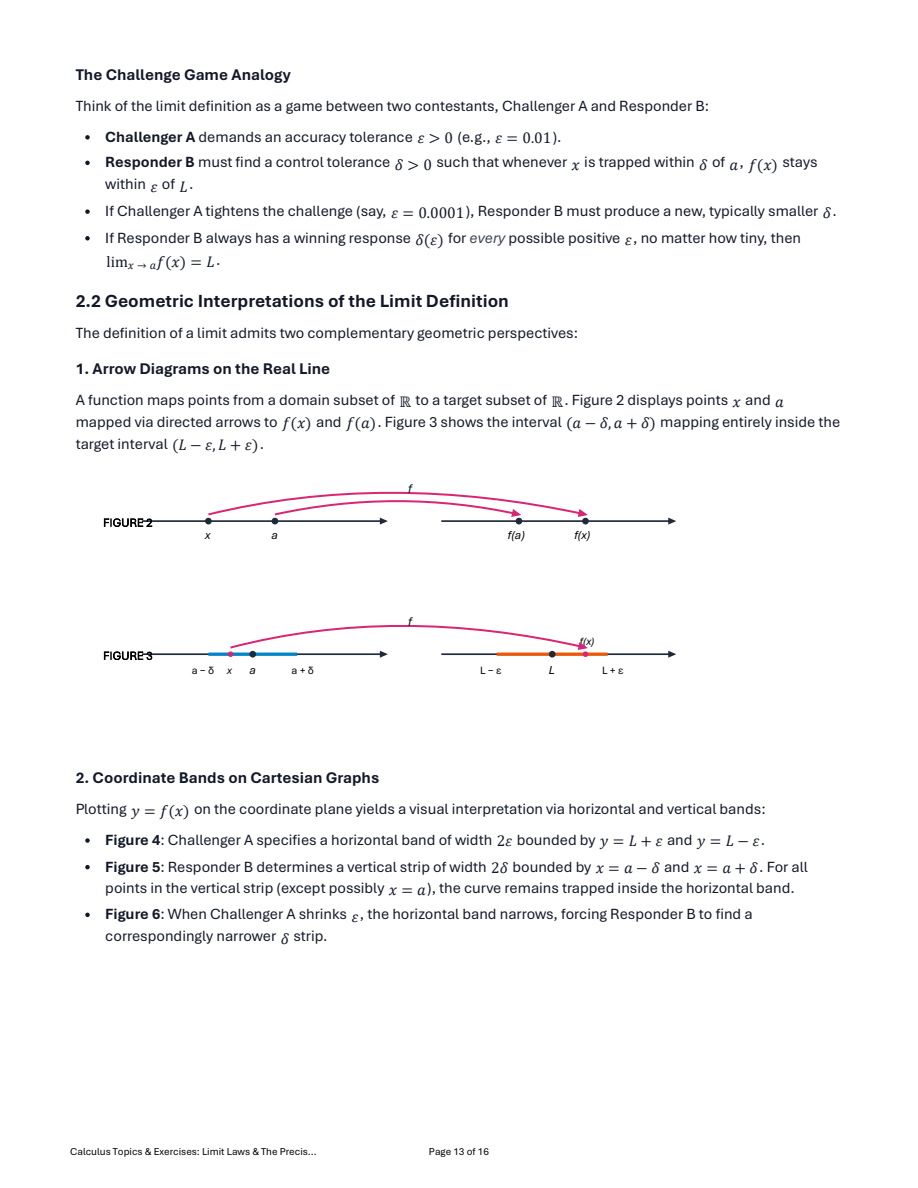 The Challenge Game Analogy
Think of the limit definition as a game between two contestants, Challenger A and Responder B:
• Challenger A demands an accuracy tolerance ε > 0 (e.g., ε = 0.01).
• Responder B must find a control tolerance δ > 0 such that whenever x is trapped within δ of a, f(x) stays
within ε of L.
• If Challenger A tightens the challenge (say, ε = 0.0001), Responder B must produce a new, typically smaller δ.
• If Responder B always has a winning response δ(ε) for every possible positive ε, no matter how tiny, then
limₓ → ₐf(x) = L.
2.2 Geometric Interpretations of the Limit Definition
The definition of a limit admits two complementary geometric perspectives:
1. Arrow Diagrams on the Real Line
A function maps points from a domain subset of ℝ to a target subset of ℝ. Figure 2 displays points x and a
mapped via directed arrows to f(x) and f(a). Figure 3 shows the interval (a − δ, a + δ) mapping entirely inside the
target interval (L − ε, L + ε).
f
FIGURE 2
x a f(a) f(x)
f
f(x)
FIGURE 3
a − δ x a a + δ L − ε L L + ε
2. Coordinate Bands on Cartesian Graphs
Plotting y = f(x) on the coordinate plane yields a visual interpretation via horizontal and vertical bands:
• Figure 4: Challenger A specifies a horizontal band of width 2ε bounded by y = L + ε and y = L − ε.
• Figure 5: Responder B determines a vertical strip of width 2δ bounded by x = a − δ and x = a + δ. For all
points in the vertical strip (except possibly x = a), the curve remains trapped inside the horizontal band.
• Figure 6: When Challenger A shrinks ε, the horizontal band narrows, forcing Responder B to find a
correspondingly narrower δ strip.
Calculus Topics & Exercises: Limit Laws & The Precis... Page 13 of 16